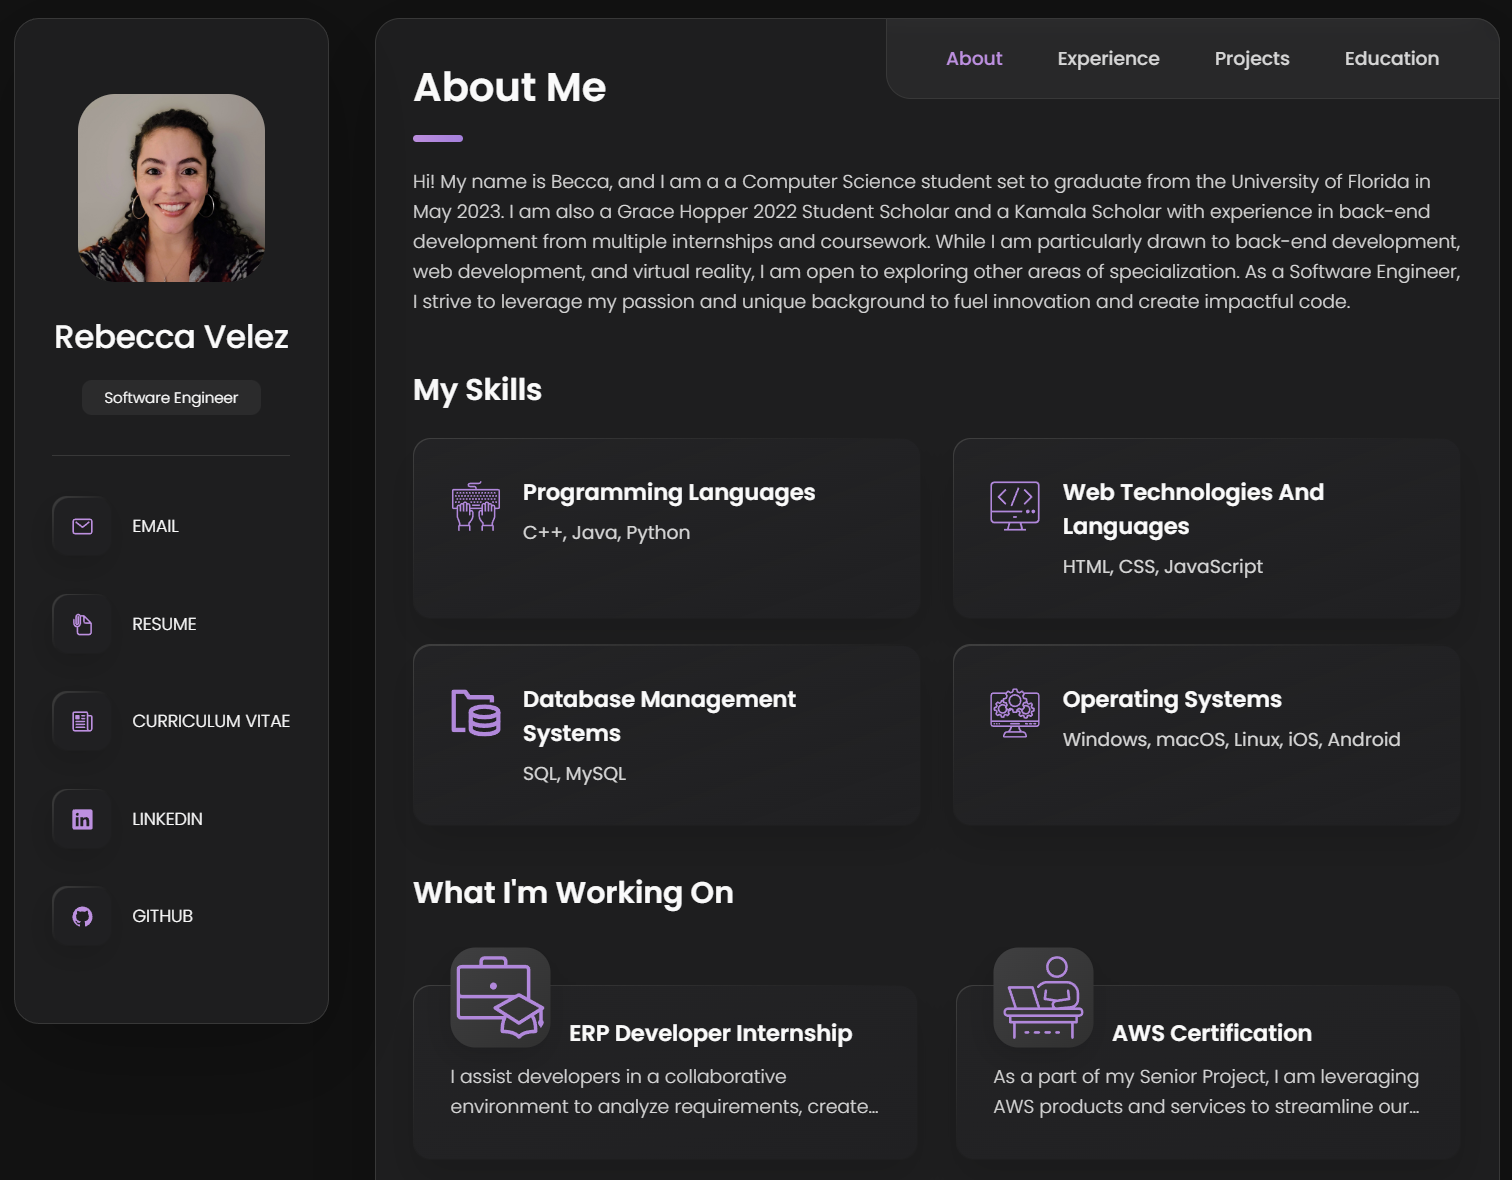 Rebecca Velez
Software Engineer
EMAIL
RESUME
CURRICULUM VITAE
LINKEDIN
GITHUB
About
Experience
Projects
Education
About Me
Hi! My name is Becca, and I am a a Computer Science student set to graduate from the University of Florida in
May 2023. I am also a Grace Hopper 2022 Student Scholar and a Kamala Scholar with experience in back-end
development from multiple internships and coursework. While I am particularly drawn to back-end development,
web development, and virtual reality, I am open to exploring other areas of specialization. As a Software Engineer,
I strive to leverage my passion and unique background to fuel innovation and create impactful code.
My Skills
Programming Languages
C++, Java, Python
Web Technologies And
Languages
HTML, CSS, JavaScript
Database Management
Systems
SQL, MySQL
Operating Systems
Windows, macOS, Linux, iOS, Android
What I'm Working On
ERP Developer Internship
I assist developers in a collaborative
environment to analyze requirements, create...
AWS Certification
As a part of my Senior Project, I am leveraging
AWS products and services to streamline our...